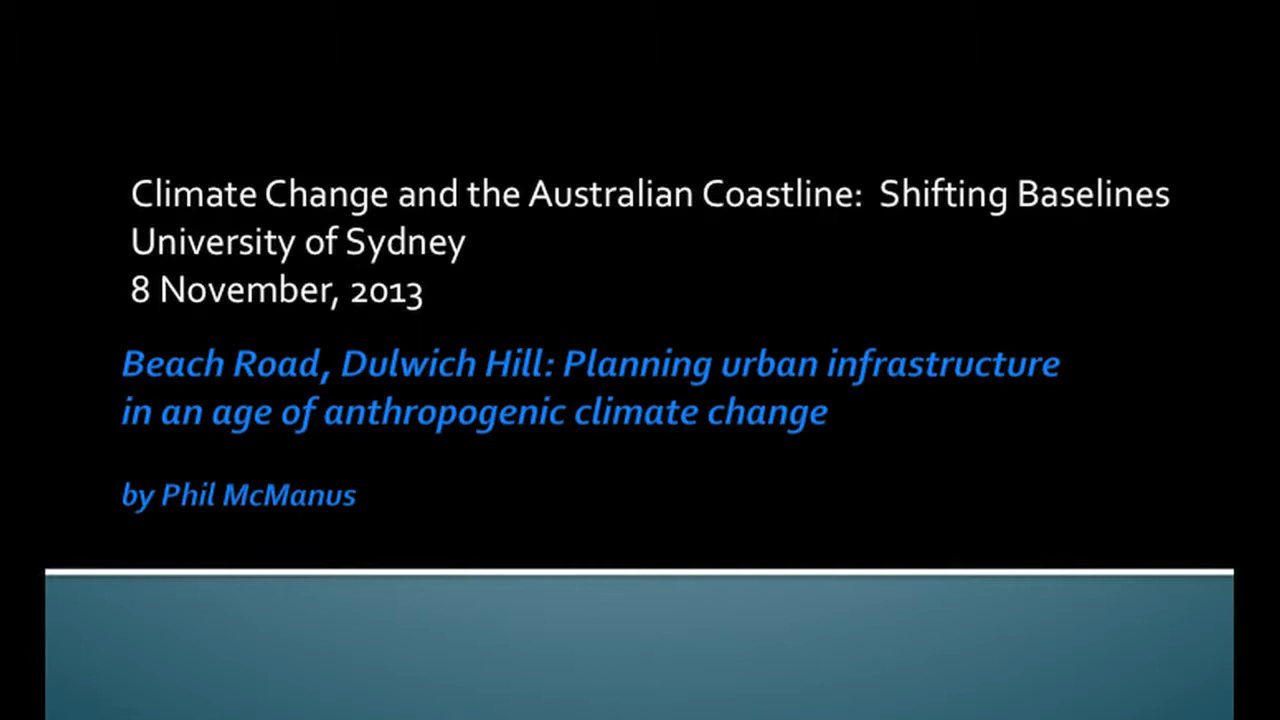 Climate Change and the Australian Coastline: Shifting Baselines
University of Sydney
8 November, 2013
Beach Road, Dulwich Hill: Planning urban infrastructure
in an age of anthropogenic climate change
by Phil McManus